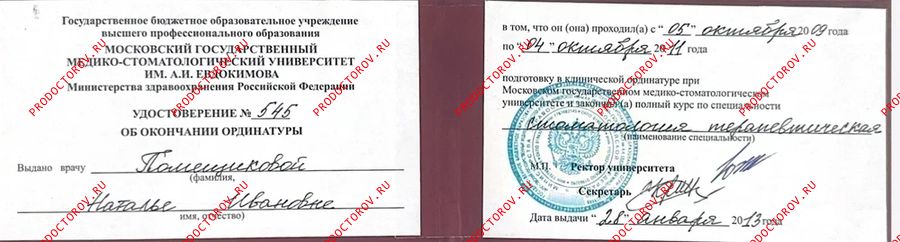 Государственное бюджетное образовательное учреждение
высшего профессионального образования
МОСКОВСКИЙ ГОСУДАРСТВЕННЫЙ
МЕДИКО-СТОМАТОЛОГИЧЕСКИЙ УНИВЕРСИТЕТ
ИМ. А.И. ЕВДОКИМОВА
Министерства здравоохранения Российской Федерации
УДОСТОВЕРЕНИЕ № 545
ОБ ОКОНЧАНИИ ОРДИНАТУРЫ
Выдано врачу Помещиковой
(фамилия,
Наталье Ивановне
имя, отчество)
в том, что он (она) проходил(а) с "05" октября 2009 года
по "04" октября 2011 года
подготовку в клинической ординатуре при
Московском государственном медико-стоматологическом
университете и закончил(а) полный курс по специальности
стоматология терапевтическая
(наименование специальности)
М.П. Ректор университета
Секретарь
Дата выдачи "28" января 2013 года
PRODOCTOROV.RU